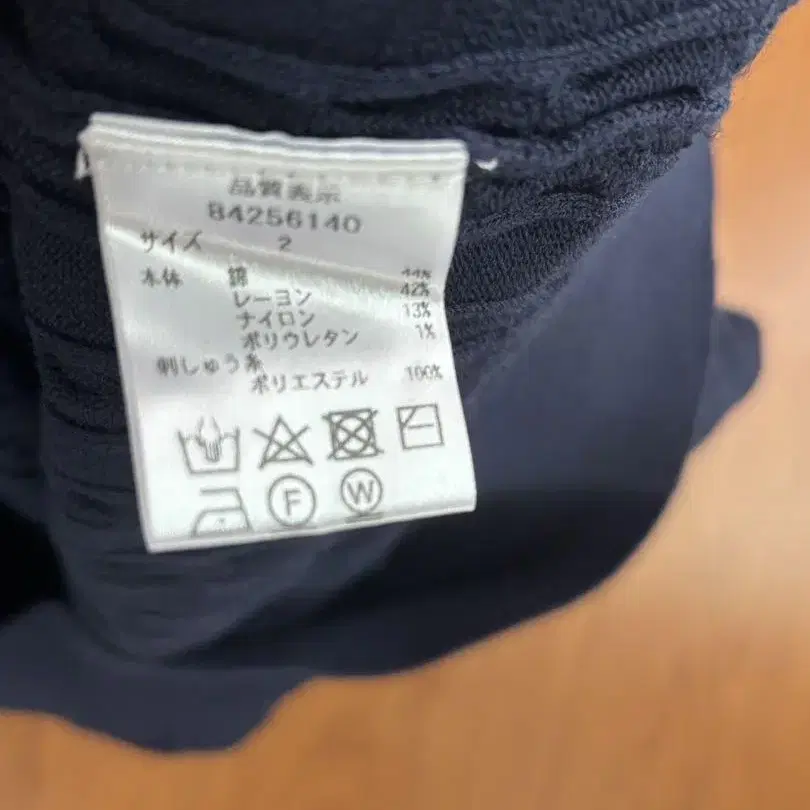 品質表示
84256140
サイズ 2
本体 綿 44%
レーヨン 42%
ナイロン 13%
ポリウレタン 1%
刺しゅう糸
ポリエステル 100%
F W